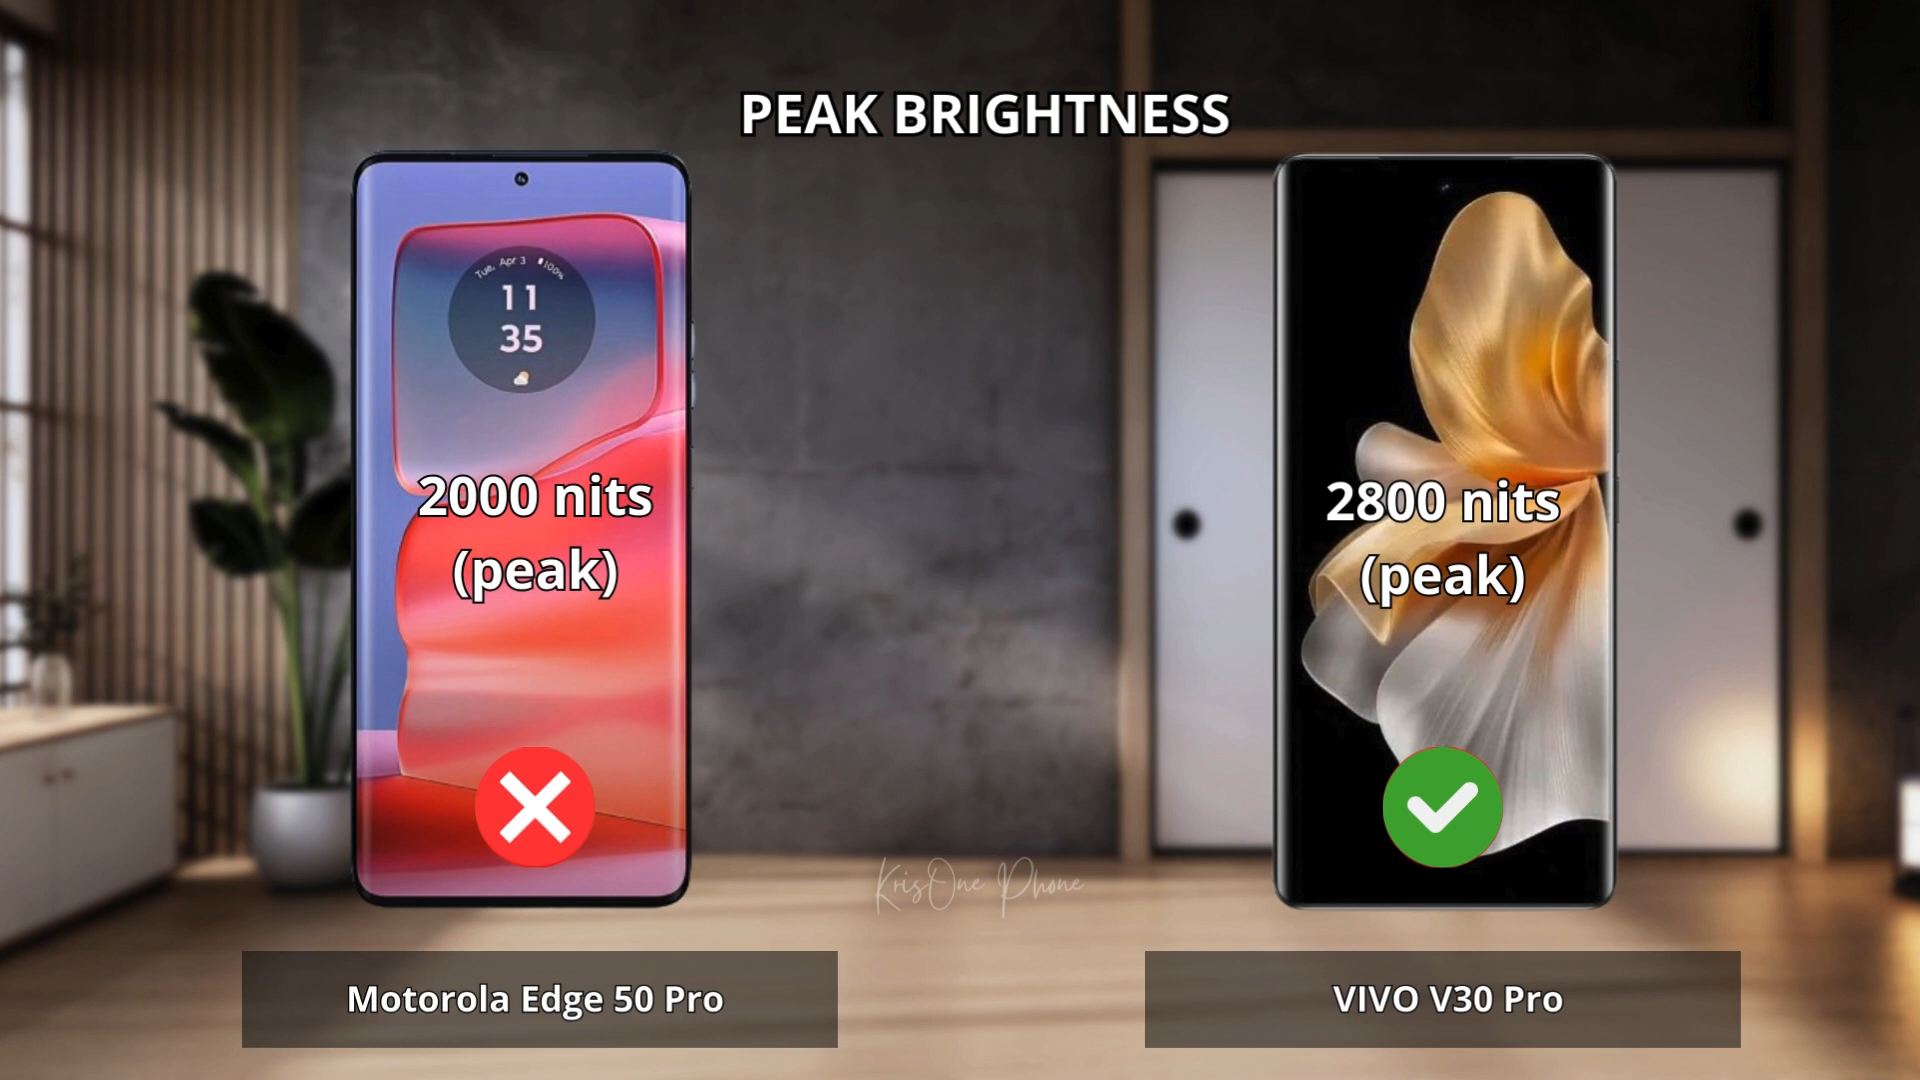 PEAK BRIGHTNESS
Tue, Apr 3 100%
11
35
2000 nits
(peak)
2800 nits
(peak)
KrisOne Phone
Motorola Edge 50 Pro
VIVO V30 Pro